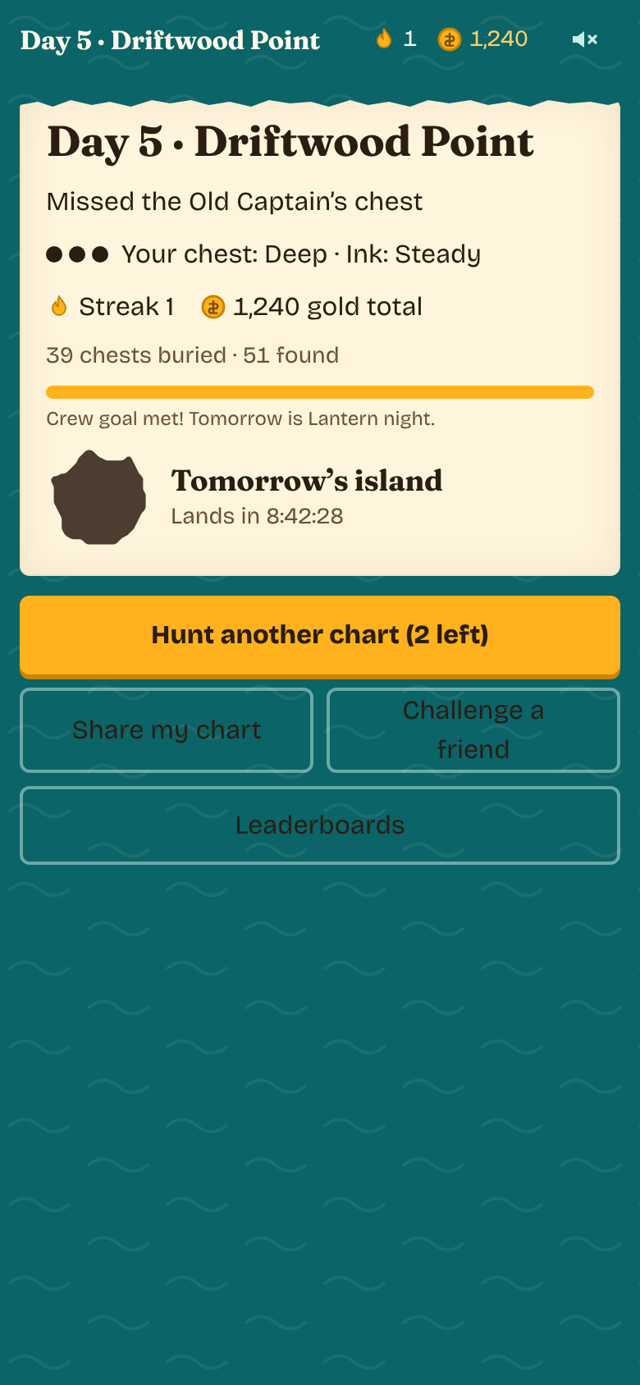 Day 5 · Driftwood Point 1 1,240
Day 5 · Driftwood Point
Missed the Old Captain’s chest
Your chest: Deep · Ink: Steady
Streak 1 1,240 gold total
39 chests buried · 51 found
Crew goal met! Tomorrow is Lantern night.
Tomorrow’s island
Lands in 8:42:28
Hunt another chart (2 left)
Share my chart
Challenge a
friend
Leaderboards